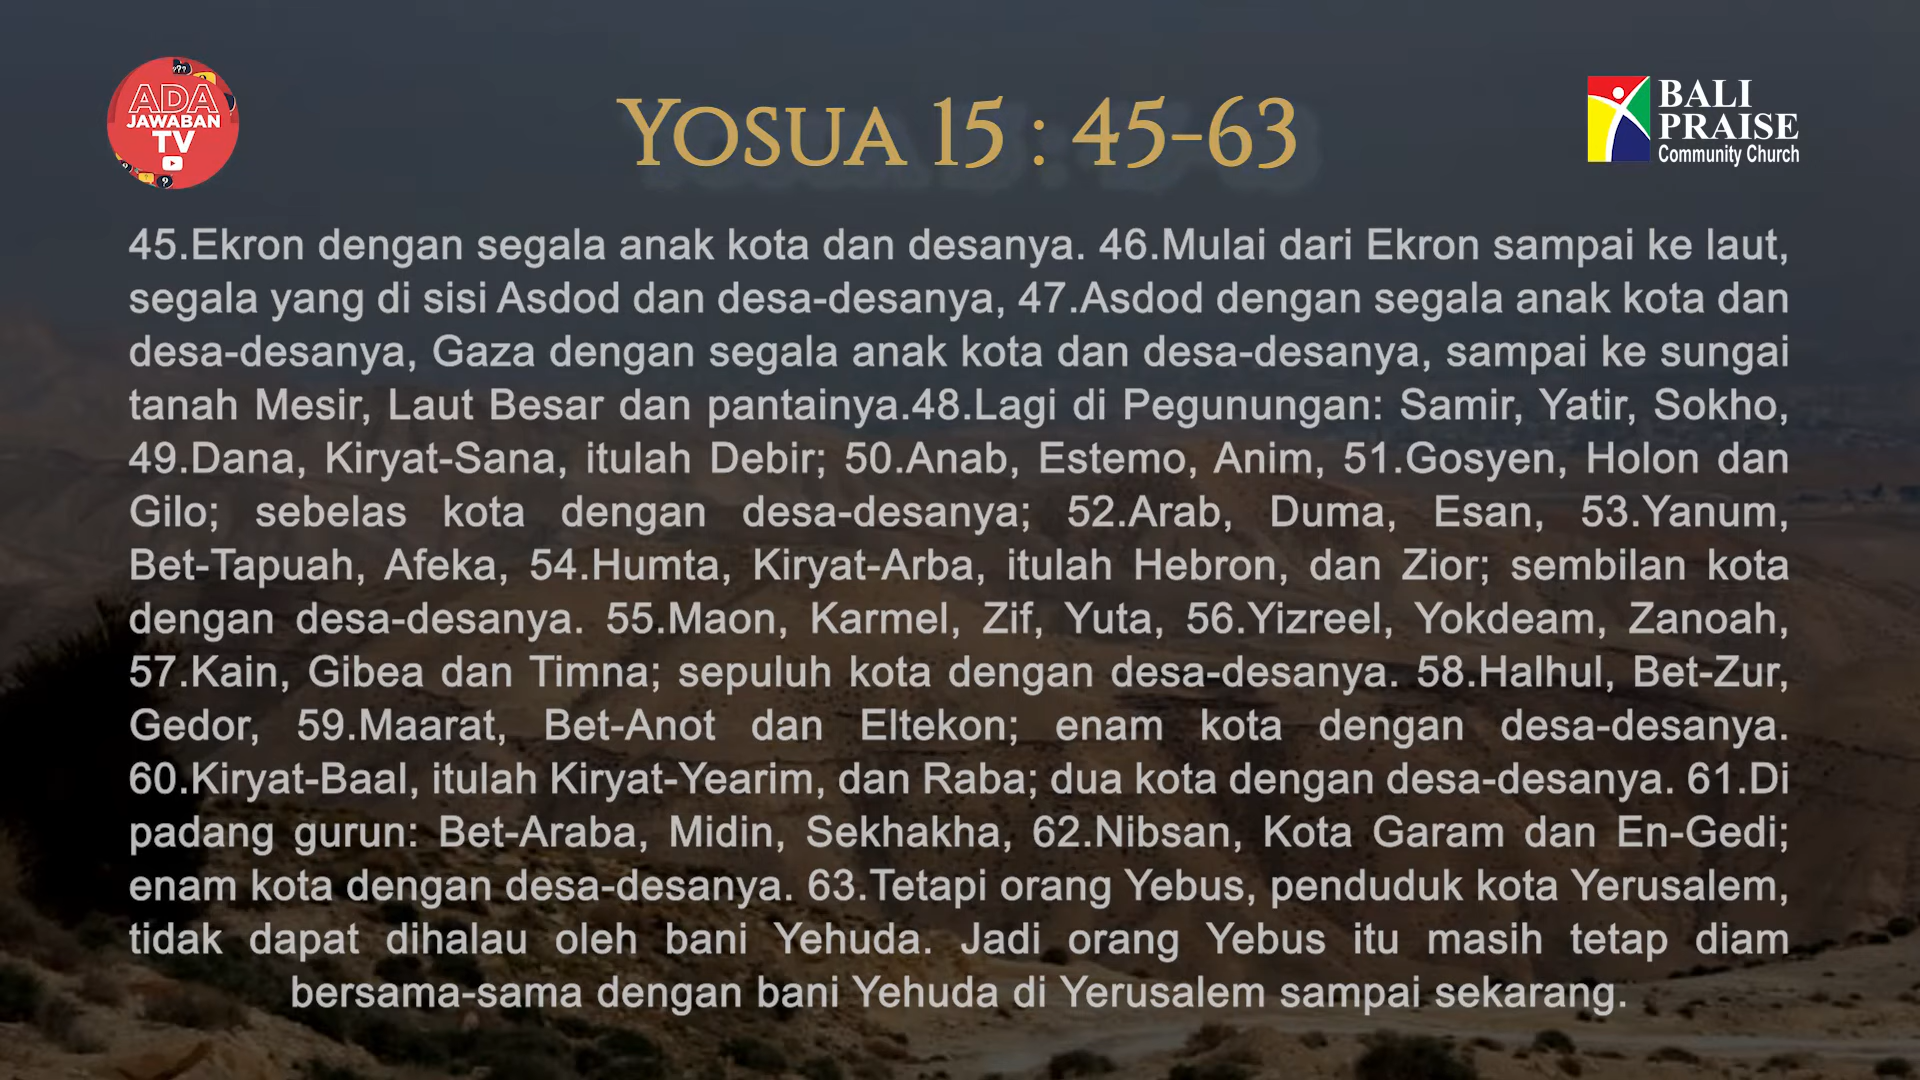 ???
ADA
JAWABAN
TV
?
YOSUA 15 : 45-63
BALI
PRAISE
Community Church
45.Ekron dengan segala anak kota dan desanya. 46.Mulai dari Ekron sampai ke laut,
segala yang di sisi Asdod dan desa-desanya, 47.Asdod dengan segala anak kota dan
desa-desanya, Gaza dengan segala anak kota dan desa-desanya, sampai ke sungai
tanah Mesir, Laut Besar dan pantainya.48.Lagi di Pegunungan: Samir, Yatir, Sokho,
49.Dana, Kiryat-Sana, itulah Debir; 50.Anab, Estemo, Anim, 51.Gosyen, Holon dan
Gilo; sebelas kota dengan desa-desanya; 52.Arab, Duma, Esan, 53.Yanum,
Bet-Tapuah, Afeka, 54.Humta, Kiryat-Arba, itulah Hebron, dan Zior; sembilan kota
dengan desa-desanya. 55.Maon, Karmel, Zif, Yuta, 56.Yizreel, Yokdeam, Zanoah,
57.Kain, Gibea dan Timna; sepuluh kota dengan desa-desanya. 58.Halhul, Bet-Zur,
Gedor, 59.Maarat, Bet-Anot dan Eltekon; enam kota dengan desa-desanya.
60.Kiryat-Baal, itulah Kiryat-Yearim, dan Raba; dua kota dengan desa-desanya. 61.Di
padang gurun: Bet-Araba, Midin, Sekhakha, 62.Nibsan, Kota Garam dan En-Gedi;
enam kota dengan desa-desanya. 63.Tetapi orang Yebus, penduduk kota Yerusalem,
tidak dapat dihalau oleh bani Yehuda. Jadi orang Yebus itu masih tetap diam
bersama-sama dengan bani Yehuda di Yerusalem sampai sekarang.